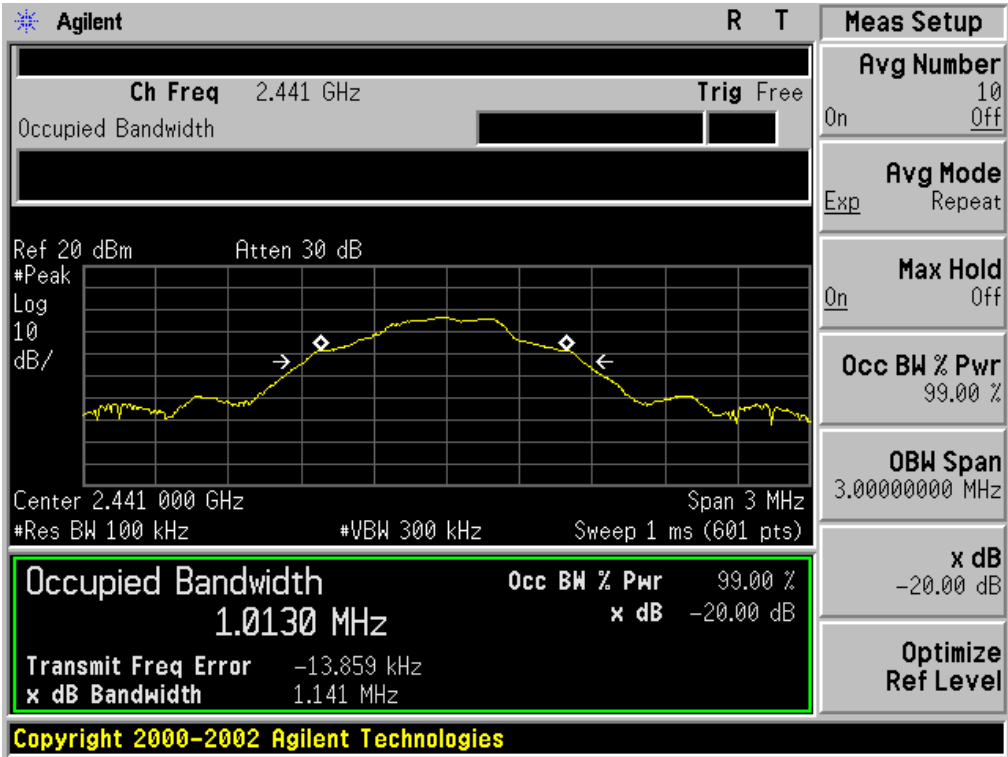 Agilent R T
Ch Freq 2.441 GHz Trig Free
Occupied Bandwidth
Ref 20 dBm Atten 30 dB
#Peak
Log
10
dB/
Center 2.441 000 GHz Span 3 MHz
#Res BW 100 kHz #VBW 300 kHz Sweep 1 ms (601 pts)
Occupied Bandwidth Occ BW % Pwr 99.00 %
1.0130 MHz x dB -20.00 dB
Transmit Freq Error -13.859 kHz
x dB Bandwidth 1.141 MHz
Copyright 2000-2002 Agilent Technologies
Meas Setup
Avg Number
10
On Off
Avg Mode
Exp Repeat
Max Hold
On Off
Occ BW % Pwr
99.00 %
OBW Span
3.00000000 MHz
x dB
-20.00 dB
Optimize
Ref Level